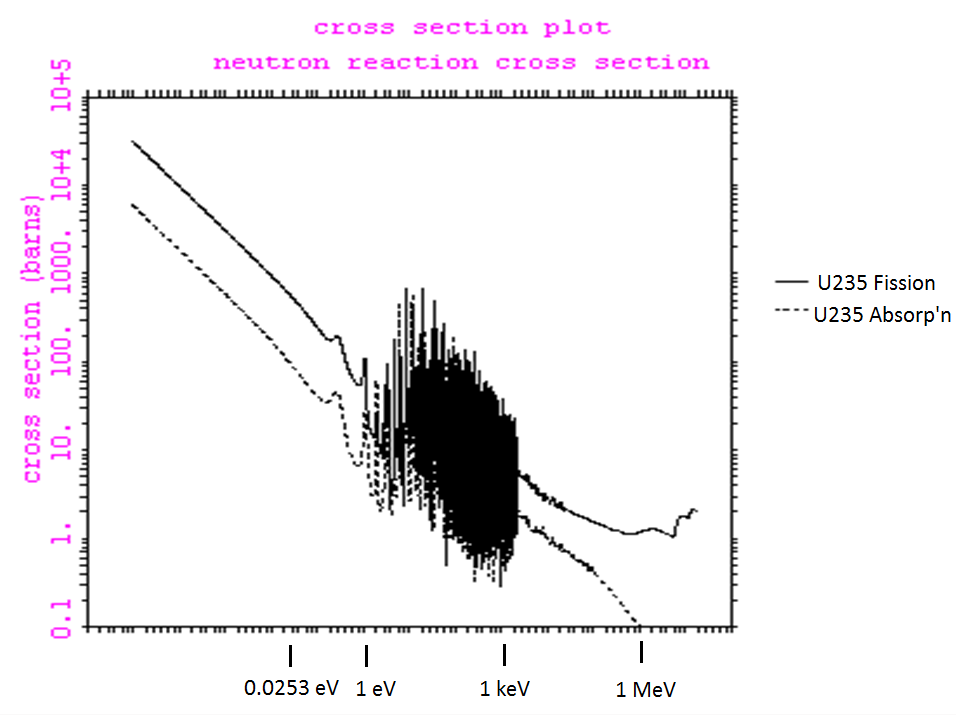 cross section plot
neutron reaction cross section
cross section (barns)
10+5
10+4
1000.
100.
10.
1.
0.1
U235 Fission
U235 Absorp'n
0.0253 eV
1 eV
1 keV
1 MeV